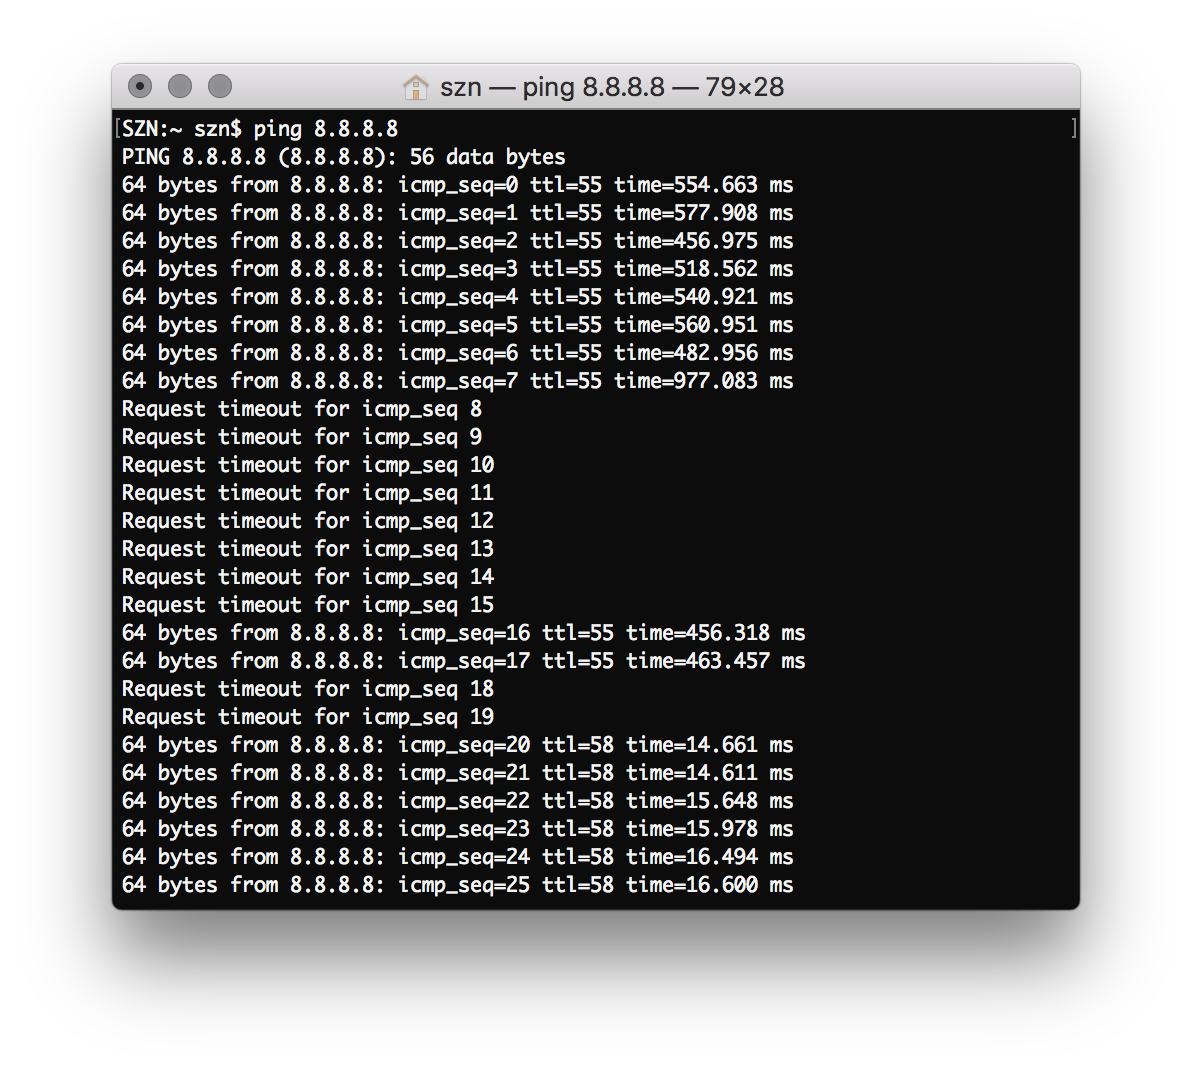 szn — ping 8.8.8.8 — 79×28
[SZN:~ szn$ ping 8.8.8.8 ]
PING 8.8.8.8 (8.8.8.8): 56 data bytes
64 bytes from 8.8.8.8: icmp_seq=0 ttl=55 time=554.663 ms
64 bytes from 8.8.8.8: icmp_seq=1 ttl=55 time=577.908 ms
64 bytes from 8.8.8.8: icmp_seq=2 ttl=55 time=456.975 ms
64 bytes from 8.8.8.8: icmp_seq=3 ttl=55 time=518.562 ms
64 bytes from 8.8.8.8: icmp_seq=4 ttl=55 time=540.921 ms
64 bytes from 8.8.8.8: icmp_seq=5 ttl=55 time=560.951 ms
64 bytes from 8.8.8.8: icmp_seq=6 ttl=55 time=482.956 ms
64 bytes from 8.8.8.8: icmp_seq=7 ttl=55 time=977.083 ms
Request timeout for icmp_seq 8
Request timeout for icmp_seq 9
Request timeout for icmp_seq 10
Request timeout for icmp_seq 11
Request timeout for icmp_seq 12
Request timeout for icmp_seq 13
Request timeout for icmp_seq 14
Request timeout for icmp_seq 15
64 bytes from 8.8.8.8: icmp_seq=16 ttl=55 time=456.318 ms
64 bytes from 8.8.8.8: icmp_seq=17 ttl=55 time=463.457 ms
Request timeout for icmp_seq 18
Request timeout for icmp_seq 19
64 bytes from 8.8.8.8: icmp_seq=20 ttl=58 time=14.661 ms
64 bytes from 8.8.8.8: icmp_seq=21 ttl=58 time=14.611 ms
64 bytes from 8.8.8.8: icmp_seq=22 ttl=58 time=15.648 ms
64 bytes from 8.8.8.8: icmp_seq=23 ttl=58 time=15.978 ms
64 bytes from 8.8.8.8: icmp_seq=24 ttl=58 time=16.494 ms
64 bytes from 8.8.8.8: icmp_seq=25 ttl=58 time=16.600 ms